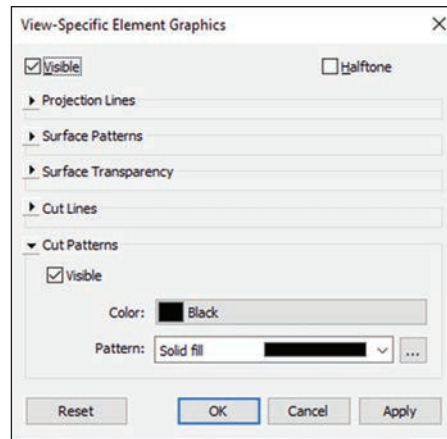 View-Specific Element Graphics
Visible
Halftone
Projection Lines
Surface Patterns
Surface Transparency
Cut Lines
Cut Patterns
Visible
Color: Black
Pattern: Solid fill ...
Reset OK Cancel Apply